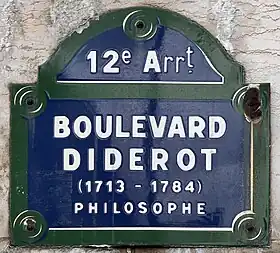 12e Arrt
BOULEVARD
DIDEROT
(1713 - 1784)
PHILOSOPHE